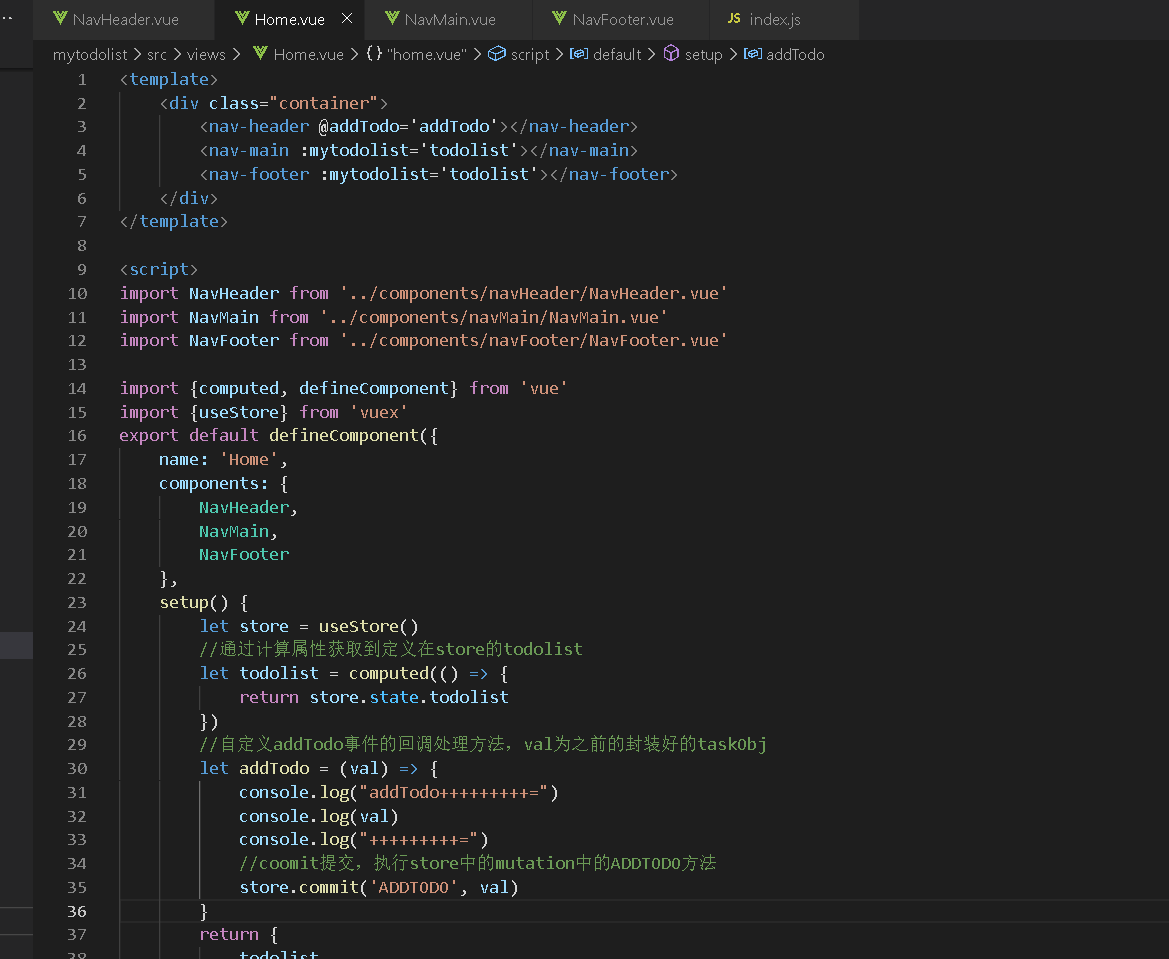 NavHeader.vue Home.vue × NavMain.vue NavFooter.vue JS index.js
mytodolist > src > views > Home.vue > {} "home.vue" > script > default > setup > addTodo
1 <template>
2 <div class="container">
3 <nav-header @addTodo='addTodo'></nav-header>
4 <nav-main :mytodolist='todolist'></nav-main>
5 <nav-footer :mytodolist='todolist'></nav-footer>
6 </div>
7 </template>
8
9 <script>
10 import NavHeader from '../components/navHeader/NavHeader.vue'
11 import NavMain from '../components/navMain/NavMain.vue'
12 import NavFooter from '../components/navFooter/NavFooter.vue'
13
14 import {computed, defineComponent} from 'vue'
15 import {useStore} from 'vuex'
16 export default defineComponent({
17 name: 'Home',
18 components: {
19 NavHeader,
20 NavMain,
21 NavFooter
22 },
23 setup() {
24 let store = useStore()
25 //通过计算属性获取到定义在store的todolist
26 let todolist = computed(() => {
27 return store.state.todolist
28 })
29 //自定义addTodo事件的回调处理方法，val为之前的封装好的taskObj
30 let addTodo = (val) => {
31 console.log("addTodo+++++++++=")
32 console.log(val)
33 console.log("+++++++++=")
34 //coomit提交，执行store中的mutation中的ADDTODO方法
35 store.commit('ADDTODO', val)
36 }
37 return {
38 todolist